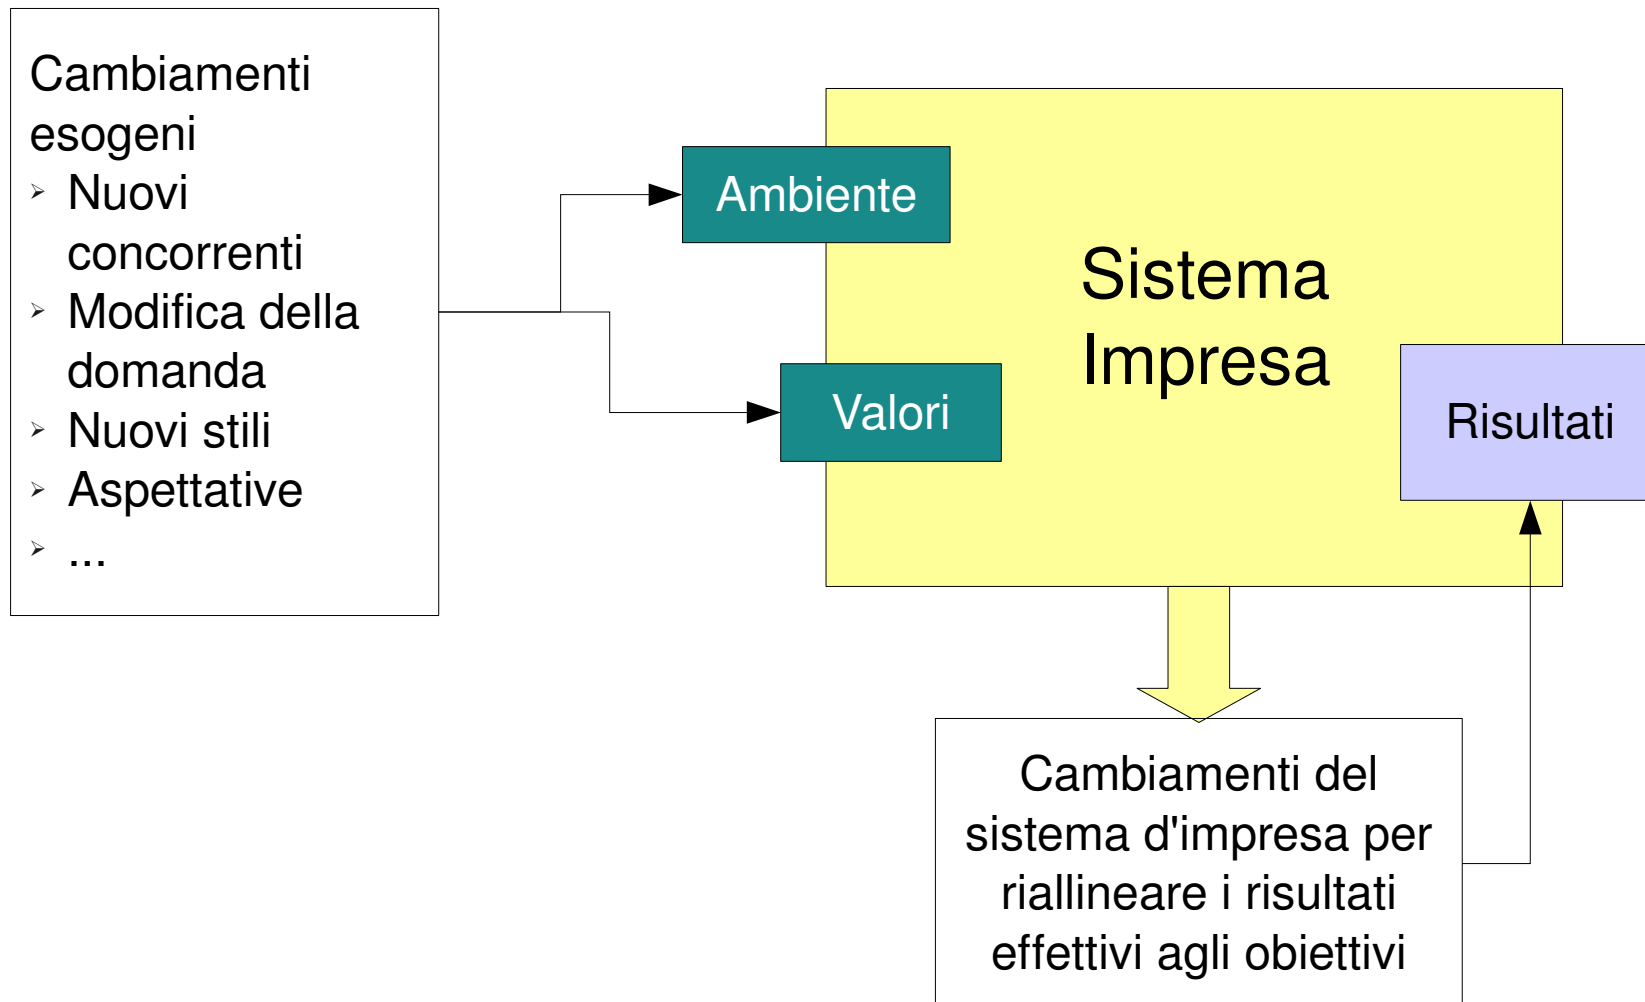 Cambiamenti
esogeni
➢ Nuovi
concorrenti
➢ Modifica della
domanda
➢ Nuovi stili
➢ Aspettative
➢ ...
Ambiente
Valori
Sistema
Impresa
Risultati
Cambiamenti del
sistema d'impresa per
riallineare i risultati
effettivi agli obiettivi